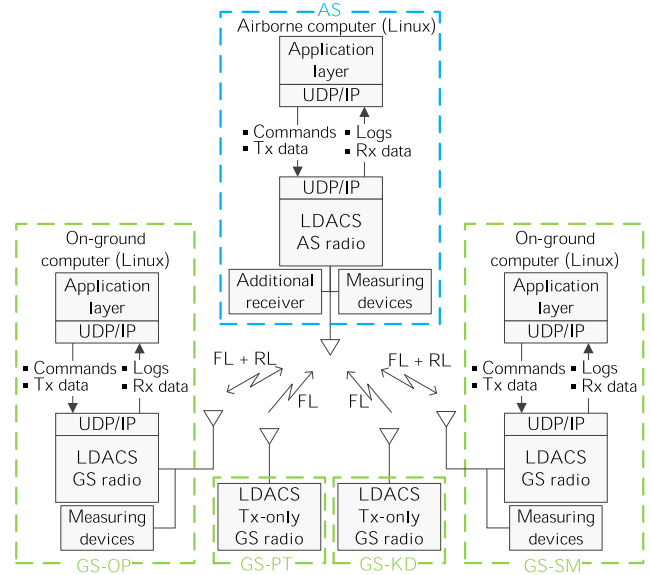 AS
Airborne computer (Linux)
Application
layer
UDP/IP
▪ Commands
▪ Tx data
▪ Logs
▪ Rx data
UDP/IP
LDACS
AS radio
Additional
receiver
Measuring
devices
On-ground
computer (Linux)
Application
layer
UDP/IP
▪ Commands
▪ Tx data
▪ Logs
▪ Rx data
UDP/IP
LDACS
GS radio
Measuring
devices
GS-OP
FL + RL
FL
FL
FL + RL
LDACS
Tx-only
GS radio
GS-PT
LDACS
Tx-only
GS radio
GS-KD
On-ground
computer (Linux)
Application
layer
UDP/IP
▪ Commands
▪ Tx data
▪ Logs
▪ Rx data
UDP/IP
LDACS
GS radio
Measuring
devices
GS-SM